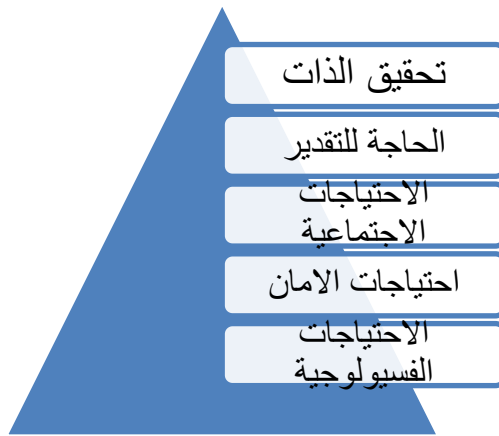 تحقيق الذات
الحاجة للتقدير
الاحتياجات
الاجتماعية
احتياجات الامان
الاحتياجات
الفسيولوجية